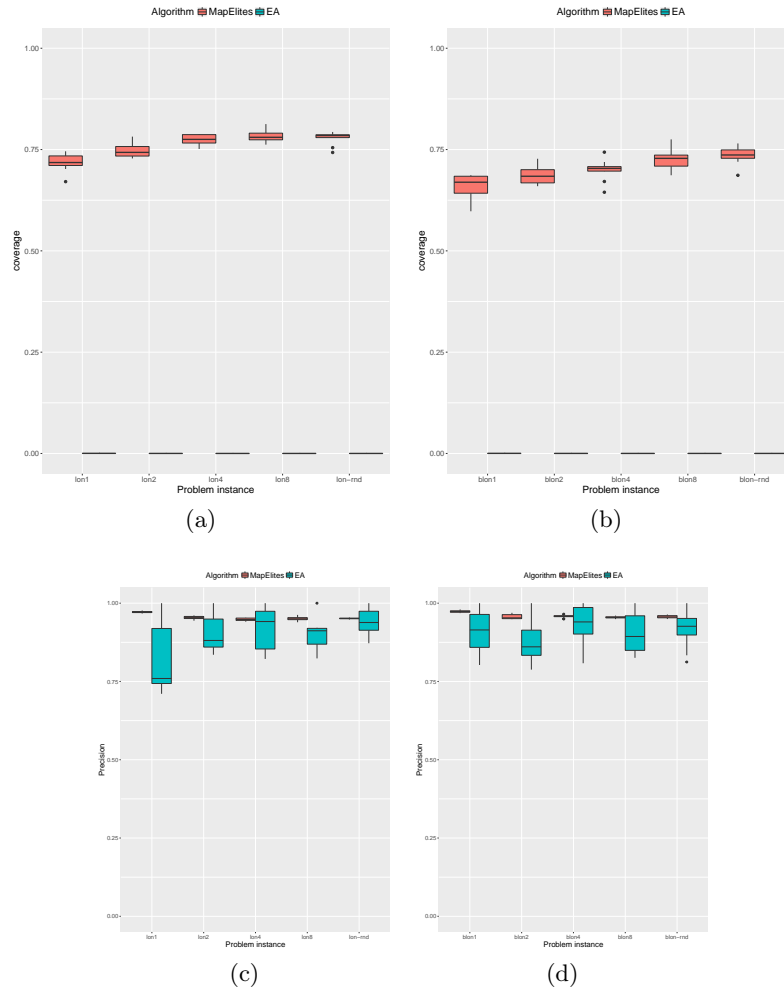 Algorithm MapElites EA
coverage
1.00
0.75
0.50
0.25
0.00
lon1 lon2 lon4 lon8 lon-rnd
Problem instance
(a)
Algorithm MapElites EA
coverage
1.00
0.75
0.50
0.25
0.00
blon1 blon2 blon4 blon8 blon-rnd
Problem instance
(b)
Algorithm MapElites EA
Precision
1.00
0.75
0.50
0.25
0.00
lon1 lon2 lon4 lon8 lon-rnd
Problem instance
(c)
Algorithm MapElites EA
Precision
1.00
0.75
0.50
0.25
0.00
blon1 blon2 blon4 blon8 blon-rnd
Problem instance
(d)